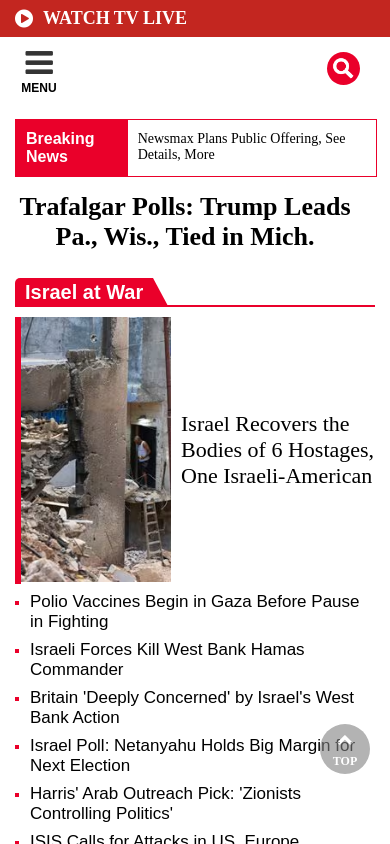 WATCH TV LIVE
MENU
Breaking
News
Newsmax Plans Public Offering, See
Details, More
Trafalgar Polls: Trump Leads
Pa., Wis., Tied in Mich.
Israel at War
Israel Recovers the
Bodies of 6 Hostages,
One Israeli-American
Polio Vaccines Begin in Gaza Before Pause
in Fighting
Israeli Forces Kill West Bank Hamas
Commander
Britain 'Deeply Concerned' by Israel's West
Bank Action
Israel Poll: Netanyahu Holds Big Margin for
Next Election
TOP
Harris' Arab Outreach Pick: 'Zionists
Controlling Politics'
ISIS Calls for Attacks in US, Europe